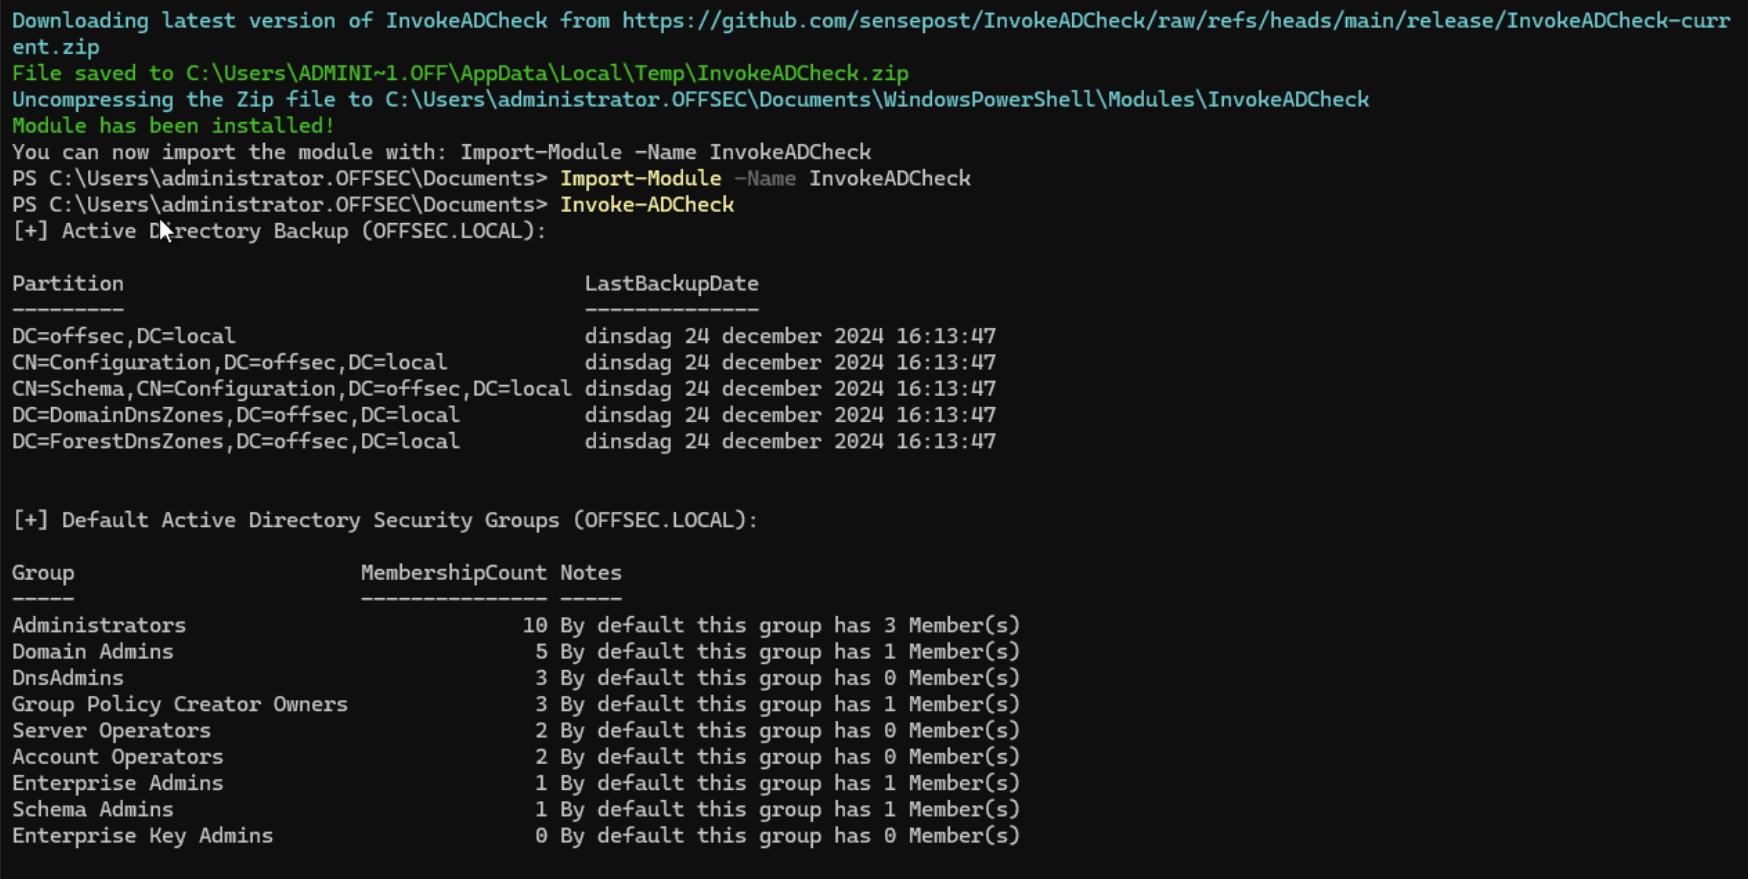 Downloading latest version of InvokeADCheck from https://github.com/sensepost/InvokeADCheck/raw/refs/heads/main/release/InvokeADCheck-curr
ent.zip
File saved to C:\Users\ADMINI~1.OFF\AppData\Local\Temp\InvokeADCheck.zip
Uncompressing the Zip file to C:\Users\administrator.OFFSEC\Documents\WindowsPowerShell\Modules\InvokeADCheck
Module has been installed!
You can now import the module with: Import-Module -Name InvokeADCheck
PS C:\Users\administrator.OFFSEC\Documents> Import-Module -Name InvokeADCheck
PS C:\Users\administrator.OFFSEC\Documents> Invoke-ADCheck
[+] Active Directory Backup (OFFSEC.LOCAL):
Partition                                     LastBackupDate
---------                                     --------------
DC=offsec,DC=local                            dinsdag 24 december 2024 16:13:47
CN=Configuration,DC=offsec,DC=local           dinsdag 24 december 2024 16:13:47
CN=Schema,CN=Configuration,DC=offsec,DC=local dinsdag 24 december 2024 16:13:47
DC=DomainDnsZones,DC=offsec,DC=local          dinsdag 24 december 2024 16:13:47
DC=ForestDnsZones,DC=offsec,DC=local          dinsdag 24 december 2024 16:13:47
[+] Default Active Directory Security Groups (OFFSEC.LOCAL):
Group                       MembershipCount Notes
-----                       --------------- -----
Administrators                           10 By default this group has 3 Member(s)
Domain Admins                             5 By default this group has 1 Member(s)
DnsAdmins                                 3 By default this group has 0 Member(s)
Group Policy Creator Owners               3 By default this group has 1 Member(s)
Server Operators                          2 By default this group has 0 Member(s)
Account Operators                         2 By default this group has 0 Member(s)
Enterprise Admins                         1 By default this group has 1 Member(s)
Schema Admins                             1 By default this group has 1 Member(s)
Enterprise Key Admins                     0 By default this group has 0 Member(s)